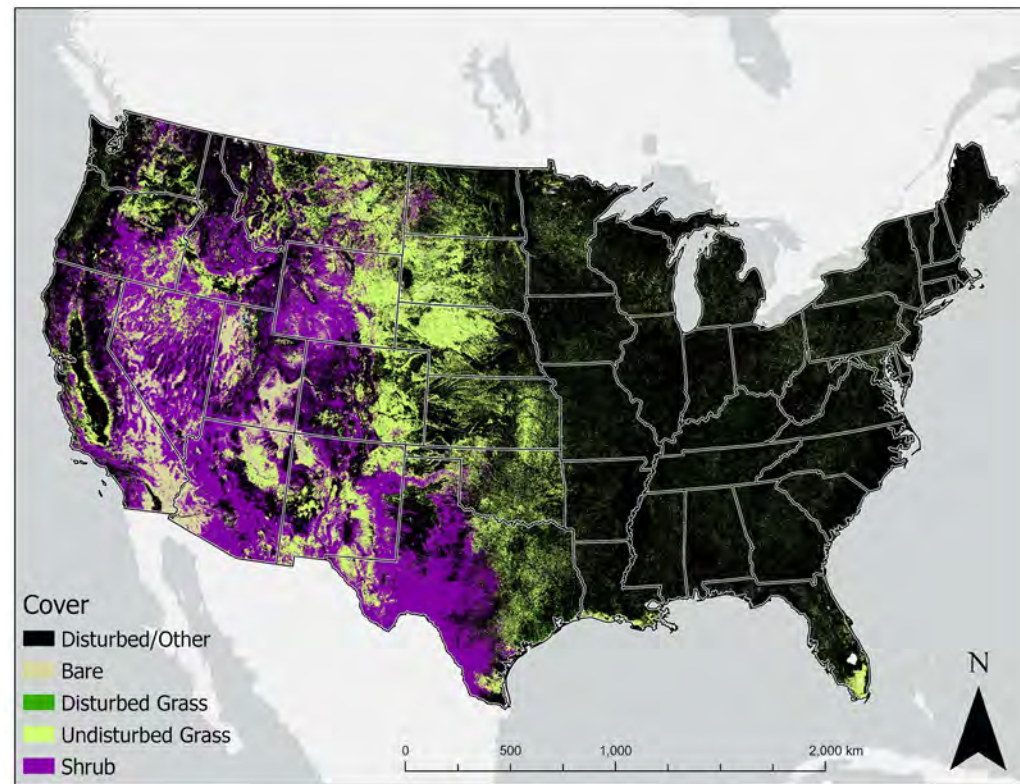 Cover
Disturbed/Other
Bare
Disturbed Grass
Undisturbed Grass
Shrub
N
0 500 1,000 2,000 km